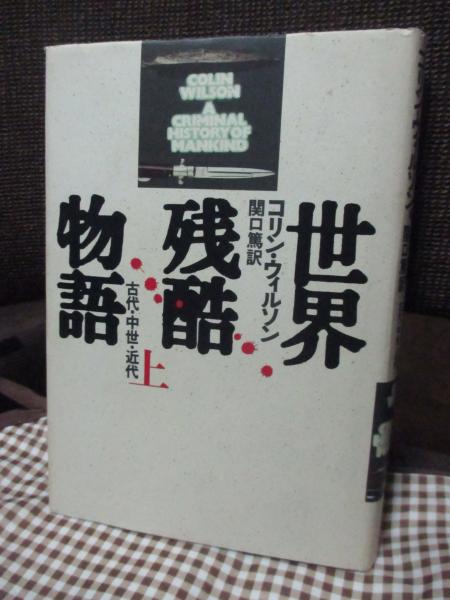 COLIN
WILSON
A
CRIMINAL
HISTORY OF
MANKIND
世界
コリン・ウィルソン
関口篤訳
残酷
物語
古代・中世・近代
上